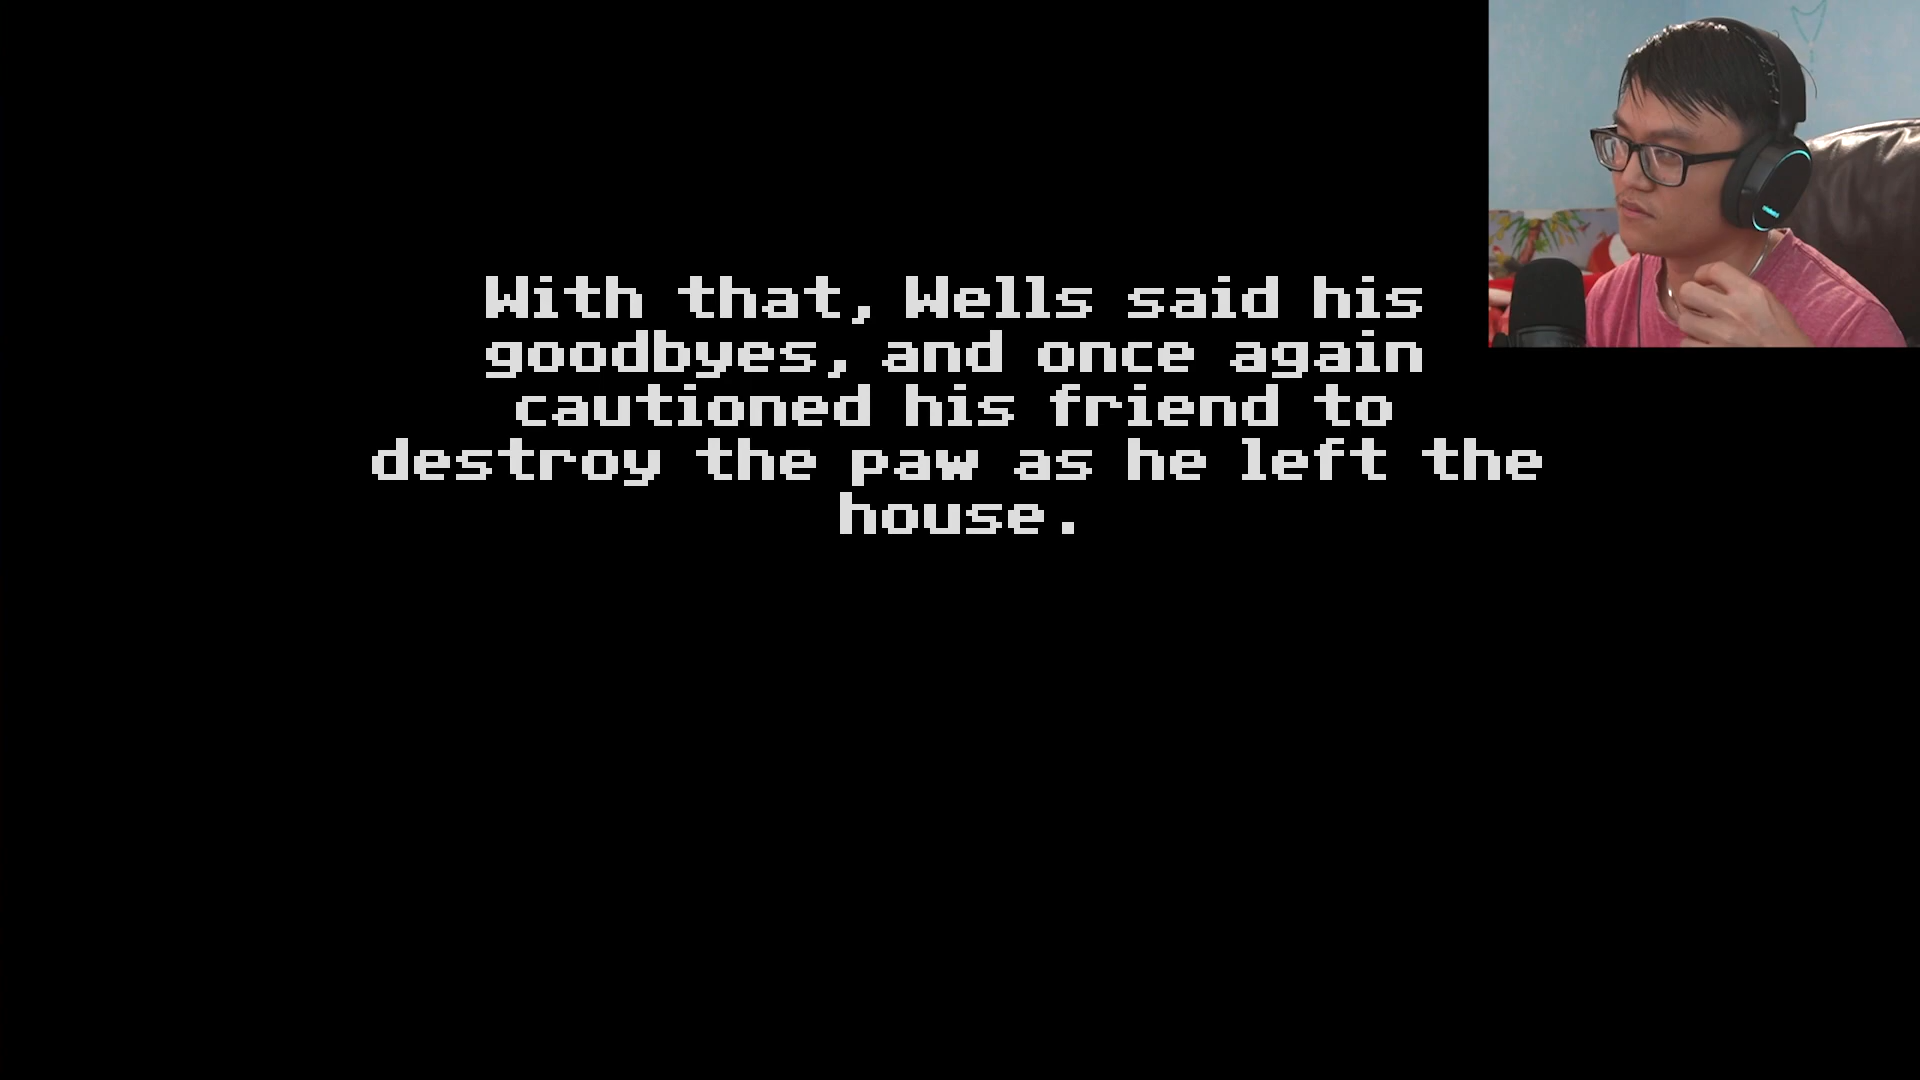 With that, Wells said his
goodbyes, and once again
cautioned his friend to
destroy the paw as he left the
house.